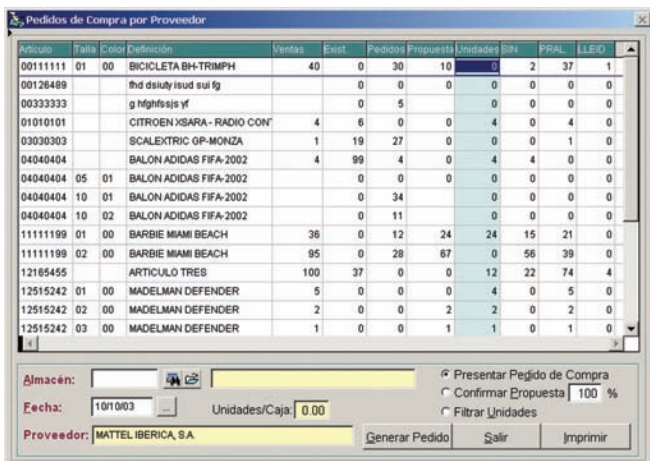 Pedidos de Compra por Proveedor
Artículo Talla Color Definición Ventas Exist. Pedidos Propuesta Unidades SIN PRAL. LLEID
00111111 01 00 BICICLETA BH-TRIMPH 40 0 30 10 0 2 37 1
00126489 fhd dsiuty isud sui fg 0 0 0 0 0 0 0
00333333 g hfghfssjs yf 0 5 0 0 0 0
01010101 CITROEN XSARA - RADIO CONT 4 6 0 0 4 0 4 0
03030303 SCALEXTRIC GP-MONZA 1 19 27 0 0 0 1 0
04040404 BALON ADIDAS FIFA-2002 4 99 4 0 4 4 0 0
04040404 05 01 BALON ADIDAS FIFA-2002 0 0 0 0 0 0 0
04040404 10 01 BALON ADIDAS FIFA-2002 0 34 0 0 0 0
04040404 10 02 BALON ADIDAS FIFA-2002 0 11 0 0 0 0
11111199 01 00 BARBIE MIAMI BEACH 36 0 12 24 24 15 21 0
11111199 02 00 BARBIE MIAMI BEACH 95 0 28 67 0 56 39 0
12165455 ARTICULO TRES 100 37 0 0 12 22 74 4
12515242 01 00 MADELMAN DEFENDER 5 0 0 0 4 0 5 0
12515242 02 00 MADELMAN DEFENDER 2 0 0 2 2 0 2 0
12515242 03 00 MADELMAN DEFENDER 1 0 0 1 1 0 1 0
Almacén:
Presentar Pedido de Compra
Confirmar Propuesta 100 %
Fecha: 10/10/03 ... Unidades/Caja: 0.00
Filtrar Unidades
Proveedor: MATTEL IBERICA, S.A.
Generar Pedido Salir Imprimir